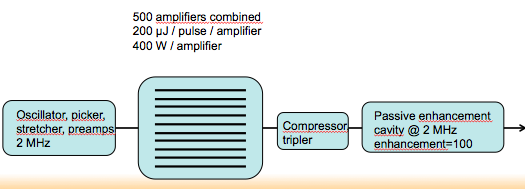 500 amplifiers combined
200 µJ / pulse / amplifier
400 W / amplifier
Oscillator, picker,
stretcher, preamps
2 MHz
Compressor,
tripler
Passive enhancement
cavity @ 2 MHz
enhancement=100